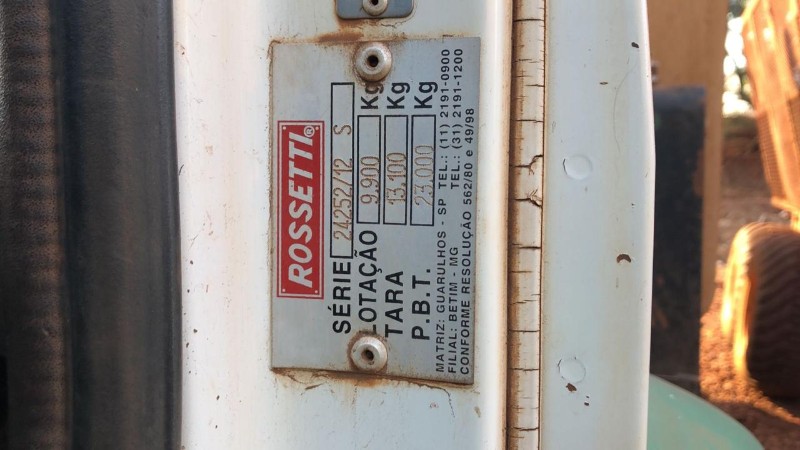 ROSSETTI®
SÉRIE 24252/12 S
LOTAÇÃO 9.900 Kg
TARA 13.100 Kg
P.B.T. 23.000 Kg
MATRIZ: GUARULHOS - SP TEL.: (11) 2191-0900
FILIAL: BETIM - MG TEL.: (31) 2191-1200
CONFORME RESOLUÇÃO 562/80 e 49/98